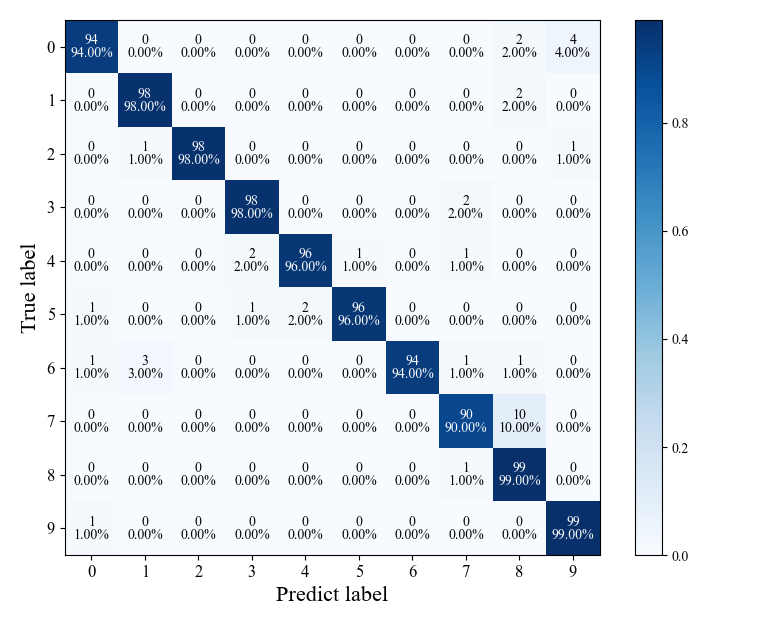 94 0 0 0 0 0 0 0 2 4
0 94.00% 0.00% 0.00% 0.00% 0.00% 0.00% 0.00% 0.00% 2.00% 4.00%
0 98 0 0 0 0 0 0 2 0
1 0.00% 98.00% 0.00% 0.00% 0.00% 0.00% 0.00% 0.00% 2.00% 0.00%
0.8
0 1 98 0 0 0 0 0 0 1
2 0.00% 1.00% 98.00% 0.00% 0.00% 0.00% 0.00% 0.00% 0.00% 1.00%
0 0 0 98 0 0 0 2 0 0
3 0.00% 0.00% 0.00% 98.00% 0.00% 0.00% 0.00% 2.00% 0.00% 0.00%
0.6
0 0 0 2 96 1 0 1 0 0
4 0.00% 0.00% 0.00% 2.00% 96.00% 1.00% 0.00% 1.00% 0.00% 0.00%
True label
1 0 0 1 2 96 0 0 0 0
5 1.00% 0.00% 0.00% 1.00% 2.00% 96.00% 0.00% 0.00% 0.00% 0.00%
0.4
1 3 0 0 0 0 94 1 1 0
6 1.00% 3.00% 0.00% 0.00% 0.00% 0.00% 94.00% 1.00% 1.00% 0.00%
0 0 0 0 0 0 0 90 10 0
7 0.00% 0.00% 0.00% 0.00% 0.00% 0.00% 0.00% 90.00% 10.00% 0.00%
0.2
0 0 0 0 0 0 0 1 99 0
8 0.00% 0.00% 0.00% 0.00% 0.00% 0.00% 0.00% 1.00% 99.00% 0.00%
1 0 0 0 0 0 0 0 0 99
9 1.00% 0.00% 0.00% 0.00% 0.00% 0.00% 0.00% 0.00% 0.00% 99.00%
0.0
0 1 2 3 4 5 6 7 8 9
Predict label